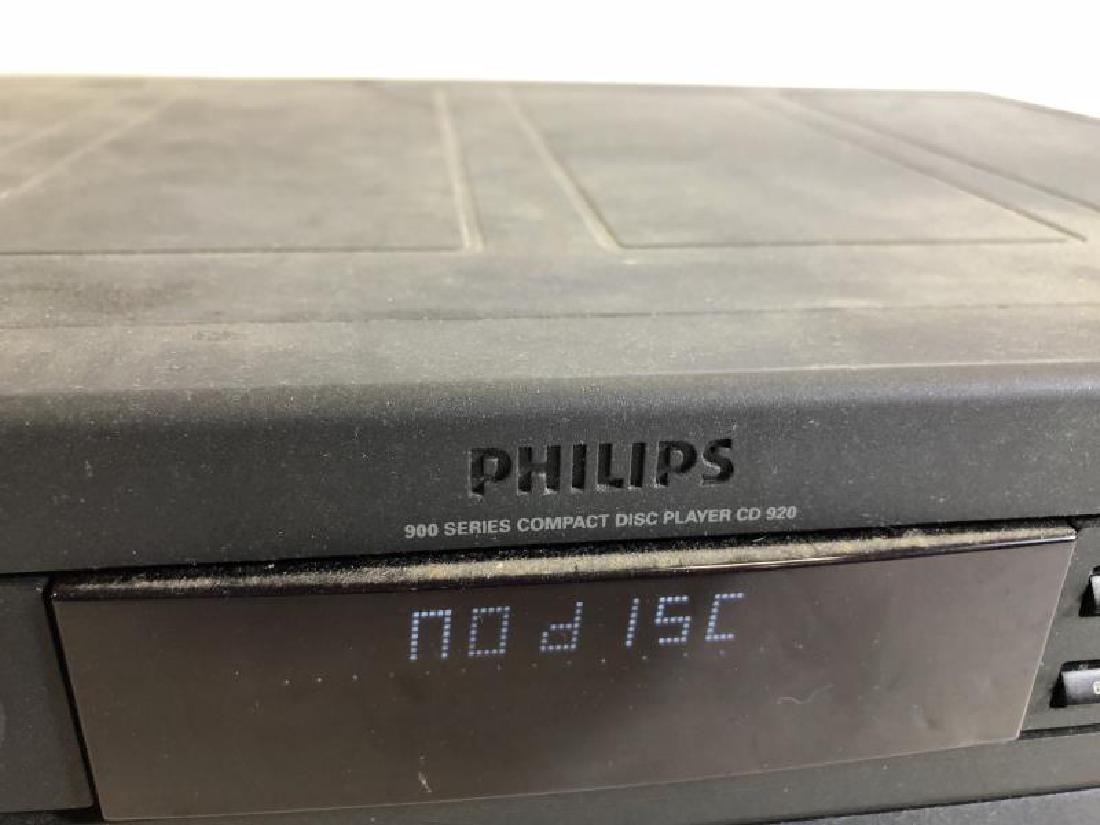 PHILIPS
900 SERIES COMPACT DISC PLAYER CD 920
NO dISC